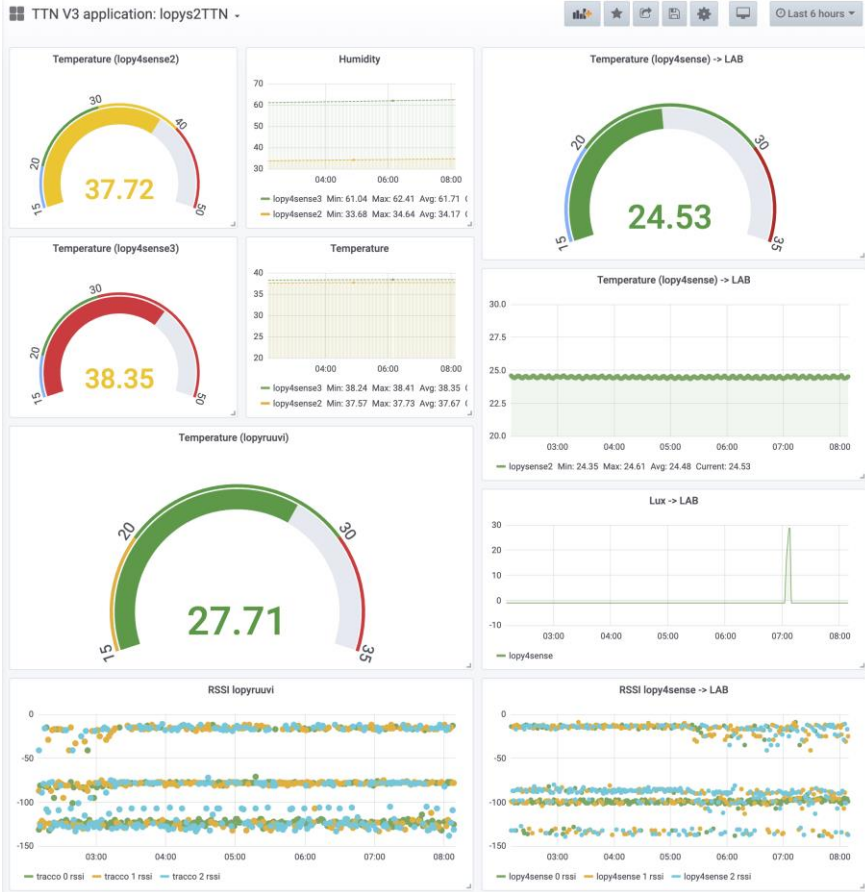 TTN V3 application: lopys2TTN
Last 6 hours
Temperature (lopy4sense2)
15
20
30
40
50
37.72
Humidity
70
60
50
40
30
04:00 06:00 08:00
lopy4sense3 Min: 61.04 Max: 62.41 Avg: 61.71
lopy4sense2 Min: 33.68 Max: 34.64 Avg: 34.17
Temperature (lopy4sense) -> LAB
15
20
30
35
24.53
Temperature (lopy4sense3)
15
20
30
50
38.35
Temperature
40
35
30
25
20
04:00 06:00 08:00
lopy4sense3 Min: 38.24 Max: 38.41 Avg: 38.35
lopy4sense2 Min: 37.57 Max: 37.73 Avg: 37.67
Temperature (lopy4sense) -> LAB
30.0
27.5
25.0
22.5
20.0
03:00 04:00 05:00 06:00 07:00 08:00
lopysense2 Min: 24.35 Max: 24.61 Avg: 24.48 Current: 24.53
Temperature (lopyruuvi)
15
20
30
35
27.71
Lux -> LAB
30
20
10
0
-10
03:00 04:00 05:00 06:00 07:00 08:00
lopy4sense
RSSI lopyruuvi
0
-50
-100
-150
03:00 04:00 05:00 06:00 07:00 08:00
tracco 0 rssi tracco 1 rssi tracco 2 rssi
RSSI lopy4sense -> LAB
0
-50
-100
-150
03:00 04:00 05:00 06:00 07:00 08:00
lopy4sense 0 rssi lopy4sense 1 rssi lopy4sense 2 rssi